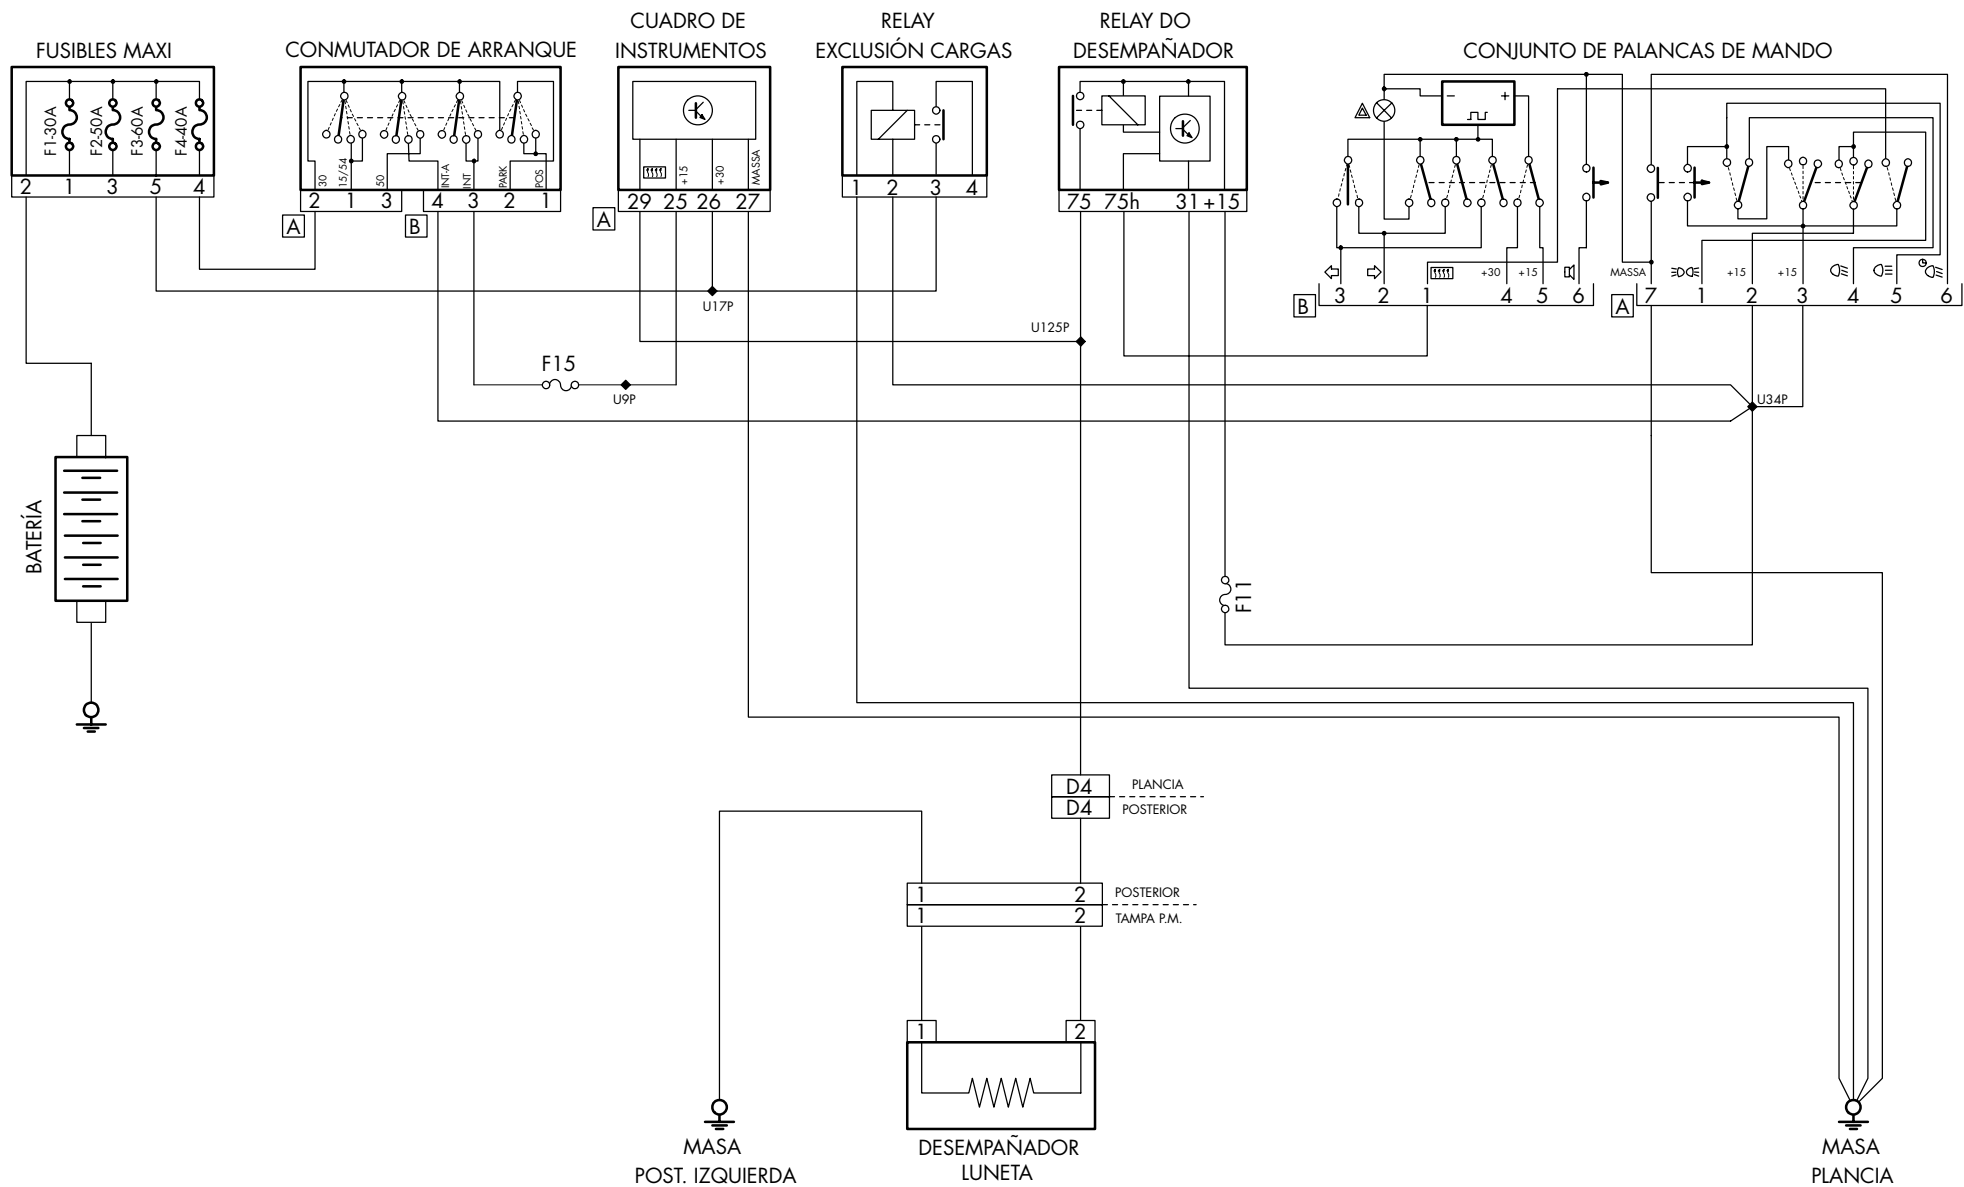 FUSIBLES MAXI
CONMUTADOR DE ARRANQUE
CUADRO DE
INSTRUMENTOS
RELAY
EXCLUSIÓN CARGAS
RELAY DO
DESEMPAÑADOR
CONJUNTO DE PALANCAS DE MANDO
F1-30A
F2-50A
F3-60A
F4-40A
2 1 3 5 4
30
15/54
50
INT-A
INT
PARK
POS
2 1 3
4 3 2 1
A
B
+15
+30
MASSA
29 25 26 27
A
1 2 3 4
75 75h 31 +15
- +
+30
+15
3 2 1 4 5 6
B
MASSA
+15
+15
7 1 2 3 4 5 6
A
U17P
U125P
F15
U9P
U34P
BATERÍA
F11
D4
D4
PLANCIA
POSTERIOR
1 2
1 2
POSTERIOR
TAMPA P.M.
1 2
MASA
POST. IZQUIERDA
DESEMPAÑADOR
LUNETA
MASA
PLANCIA